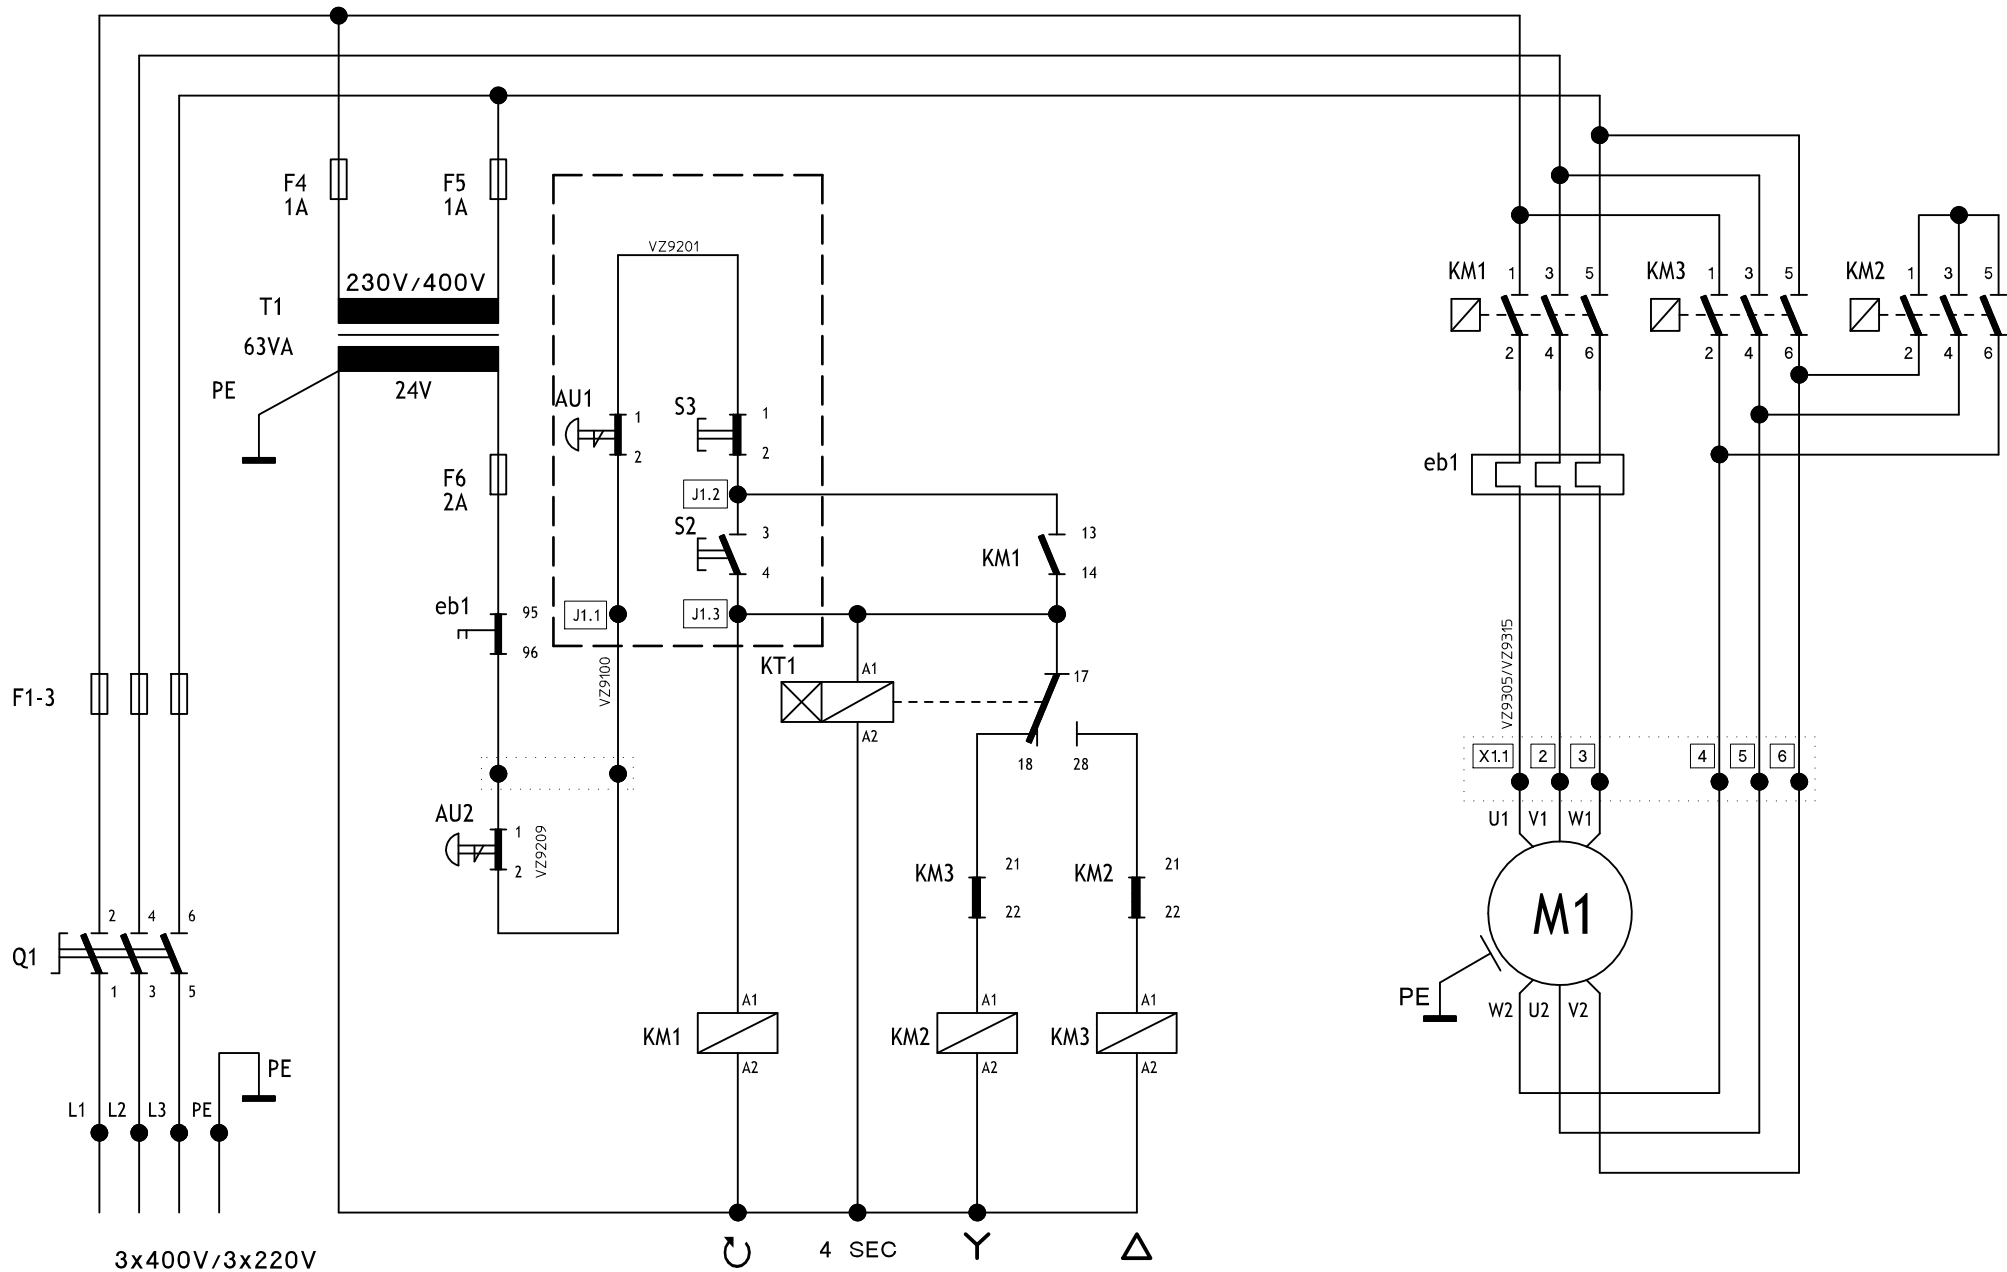 F4
1A
F5
1A
VZ9201
230V/400V
T1
63VA
24V
PE
KM1
1
3
5
2
4
6
KM3
1
3
5
2
4
6
KM2
1
3
5
2
4
6
AU1
1
2
S3
1
2
F6
2A
eb1
J1.2
S2
3
4
KM1
13
14
eb1
95
96
J1.1
J1.3
VZ9100
KT1
A1
A2
17
18
28
VZ9305/VZ9315
F1-3
X1.1
2
3
4
5
6
AU2
1
2
VZ9209
U1
V1
W1
KM3
21
22
KM2
21
22
M1
Q1
2
4
6
1
3
5
PE
W2
U2
V2
KM1
A1
A2
KM2
A1
A2
KM3
A1
A2
PE
L1
L2
L3
PE
4 SEC
3x400V/3x220V